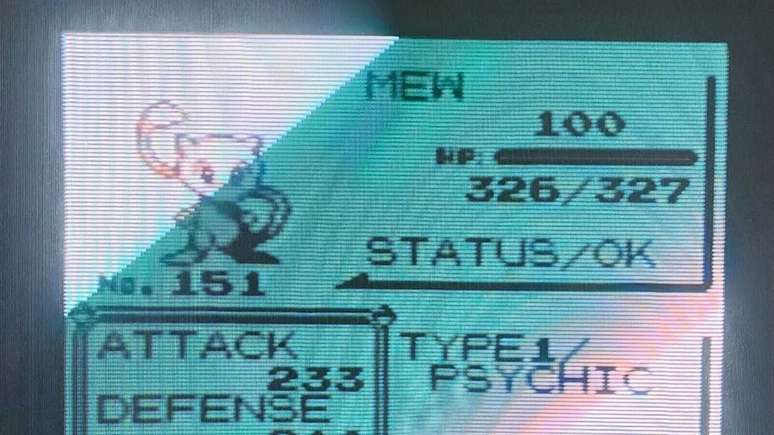 MEW
100
HP:
326/327
STATUS/OK
No. 151
ATTACK
233
DEFENSE
TYPE1/
PSYCHIC